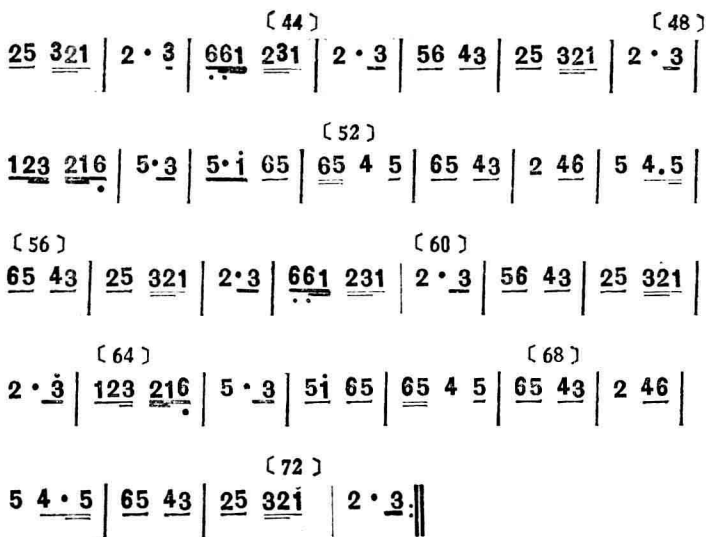 〔44〕 〔48〕
25 321 | 2 · 3 | 661 231 | 2 · 3 | 56 43 | 25 321 | 2 · 3 |
〔52〕
123 216 | 5 · 3 | 5 · i 65 | 65 4 5 | 65 43 | 2 46 | 5 4.5 |
〔56〕 〔60〕
65 43 | 25 321 | 2 · 3 | 661 231 | 2 · 3 | 56 43 | 25 321 |
〔64〕 〔68〕
2 · 3 | 123 216 | 5 · 3 | 5i 65 | 65 4 5 | 65 43 | 2 46 |
〔72〕
5 4 · 5 | 65 43 | 25 321 | 2 · 3 :||